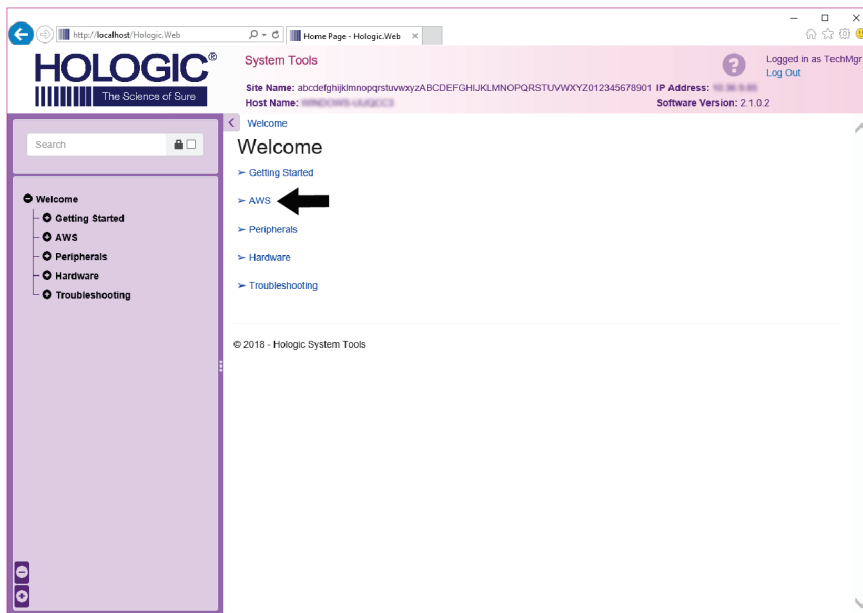 http://localhost/Hologic.Web
Home Page - Hologic.Web
HOLOGIC®
The Science of Sure
System Tools
Logged in as TechMgr
Log Out
Site Name: abcdefghijklmnopqrstuvwxyzABCDEFGHIJKLMNOPQRSTUVWXYZ012345678901 IP Address:
Host Name:
Software Version: 2.1.0.2
Search
Welcome
Getting Started
AWS
Peripherals
Hardware
Troubleshooting
Welcome
Welcome
➢ Getting Started
➢ AWS
➢ Peripherals
➢ Hardware
➢ Troubleshooting
© 2018 - Hologic System Tools